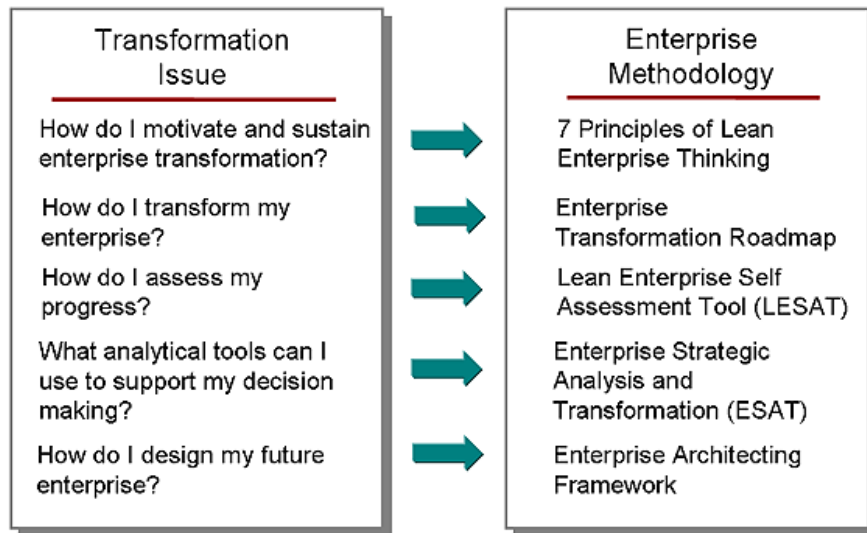 Transformation
Issue
How do I motivate and sustain
enterprise transformation?
How do I transform my
enterprise?
How do I assess my
progress?
What analytical tools can I
use to support my decision
making?
How do I design my future
enterprise?
Enterprise
Methodology
7 Principles of Lean
Enterprise Thinking
Enterprise
Transformation Roadmap
Lean Enterprise Self
Assessment Tool (LESAT)
Enterprise Strategic
Analysis and
Transformation (ESAT)
Enterprise Architecting
Framework